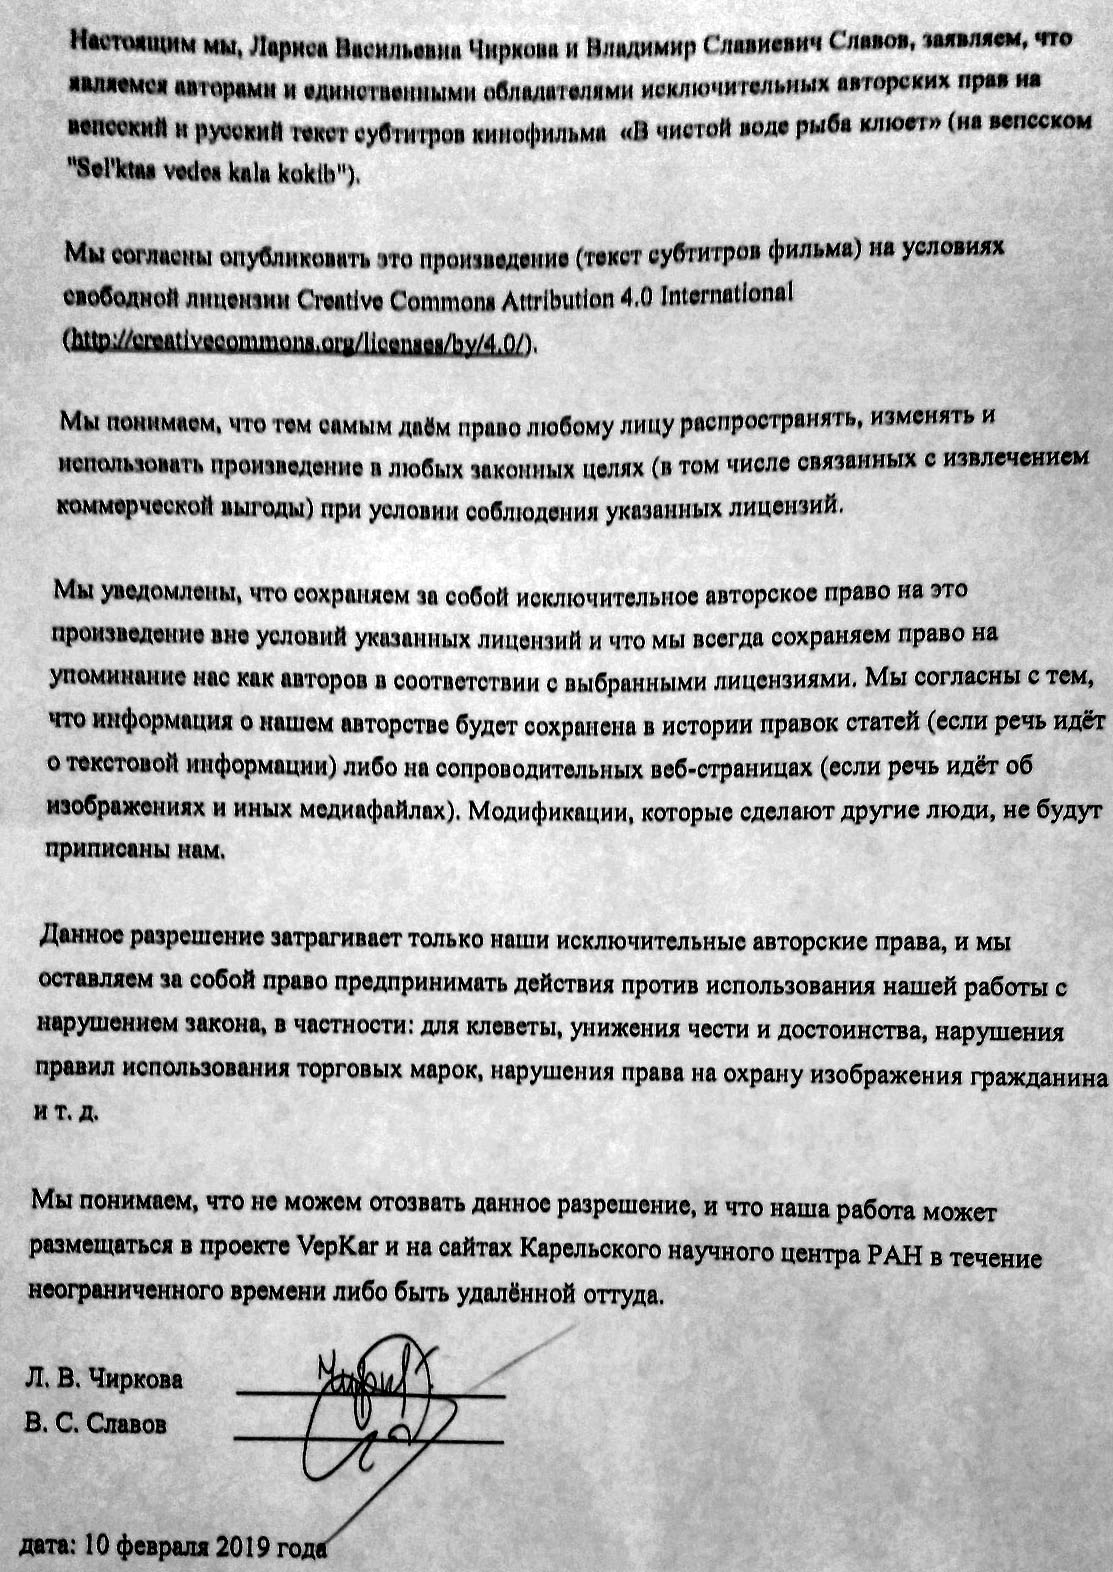 Настоящим мы, Лариса Васильевна Чиркова и Владимир Славиевич Славов, заявляем, что
являемся авторами и единственными обладателями исключительных авторских прав на
вепсский и русский текст субтитров кинофильма «В чистой воде рыба клюет» (на вепсском
"Sel'ktas vedes kala kokib").
Мы согласны опубликовать это произведение (текст субтитров фильма) на условиях
свободной лицензии Creative Commons Attribution 4.0 International
(http://creativecommons.org/licenses/by/4.0/).
Мы понимаем, что тем самым даём право любому лицу распространять, изменять и
использовать произведение в любых законных целях (в том числе связанных с извлечением
коммерческой выгоды) при условии соблюдения указанных лицензий.
Мы уведомлены, что сохраняем за собой исключительное авторское право на это
произведение вне условий указанных лицензий и что мы всегда сохраняем право на
упоминание нас как авторов в соответствии с выбранными лицензиями. Мы согласны с тем,
что информация о нашем авторстве будет сохранена в истории правок статей (если речь идёт
о текстовой информации) либо на сопроводительных веб-страницах (если речь идёт об
изображениях и иных медиафайлах). Модификации, которые сделают другие люди, не будут
приписаны нам.
Данное разрешение затрагивает только наши исключительные авторские права, и мы
оставляем за собой право предпринимать действия против использования нашей работы с
нарушением закона, в частности: для клеветы, унижения чести и достоинства, нарушения
правил использования торговых марок, нарушения права на охрану изображения гражданина
и т. д.
Мы понимаем, что не можем отозвать данное разрешение, и что наша работа может
размещаться в проекте VepKar и на сайтах Карельского научного центра РАН в течение
неограниченного времени либо быть удалённой оттуда.
Л. В. Чиркова
В. С. Славов
дата: 10 февраля 2019 года